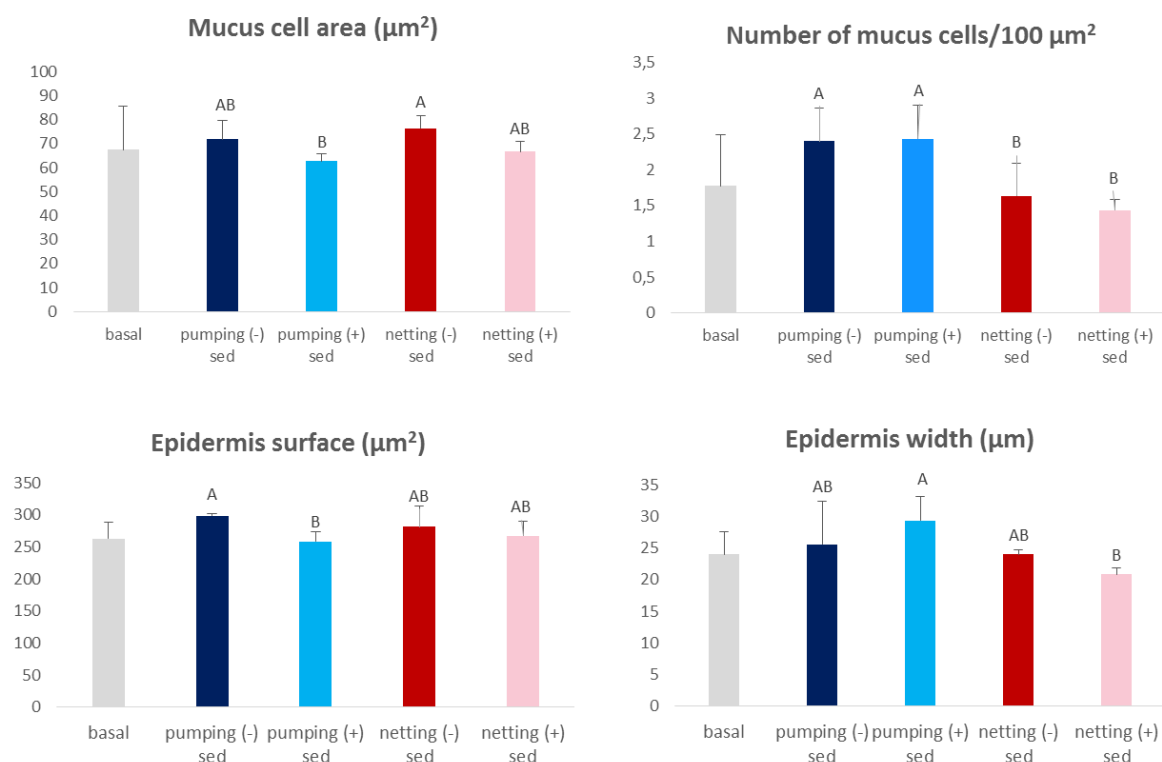 Mucus cell area (µm²)
100
90
80
70
60
50
40
30
20
10
0
AB
B
A
AB
basal
pumping (-)
sed
pumping (+)
sed
netting (-)
sed
netting (+)
sed
Number of mucus cells/100 µm²
3,5
3
2,5
2
1,5
1
0,5
0
A
A
B
B
basal
pumping (-)
sed
pumping (+)
sed
netting (-)
sed
netting (+)
sed
Epidermis surface (µm²)
350
300
250
200
150
100
50
0
A
B
AB
AB
basal
pumping (-)
sed
pumping (+)
sed
netting (-)
sed
netting (+)
sed
Epidermis width (µm)
35
30
25
20
15
10
5
0
AB
A
AB
B
basal
pumping (-)
sed
pumping (+)
sed
netting (-)
sed
netting (+)
sed